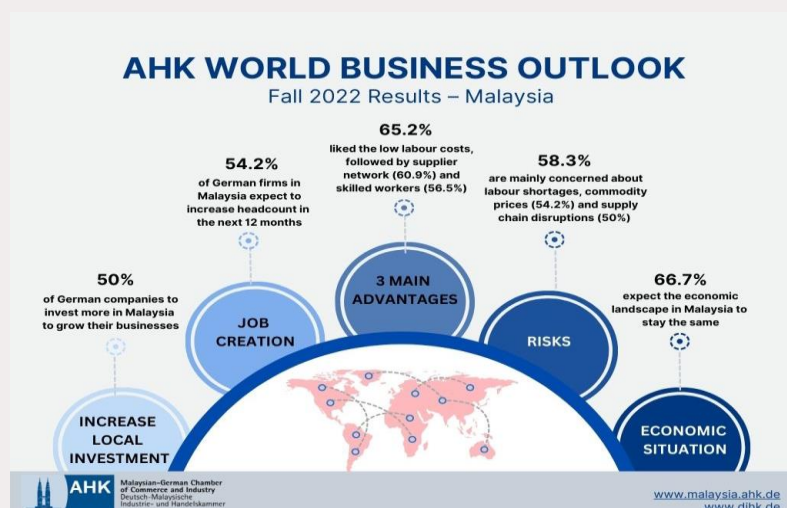 AHK WORLD BUSINESS OUTLOOK
Fall 2022 Results – Malaysia
65.2%
liked the low labour costs,
followed by supplier
network (60.9%) and
skilled workers (56.5%)
54.2%
of German firms in
Malaysia expect to
increase headcount in
the next 12 months
58.3%
are mainly concerned about
labour shortages, commodity
prices (54.2%) and supply
chain disruptions (50%)
50%
of German companies to
invest more in Malaysia
to grow their businesses
66.7%
expect the economic
landscape in Malaysia to
stay the same
3 MAIN
ADVANTAGES
JOB
CREATION
RISKS
INCREASE
LOCAL
INVESTMENT
ECONOMIC
SITUATION
AHK
Malaysian-German Chamber
of Commerce and Industry
Deutsch-Malaysische
Industrie- und Handelskammer
www.malaysia.ahk.de
www.dihk.de